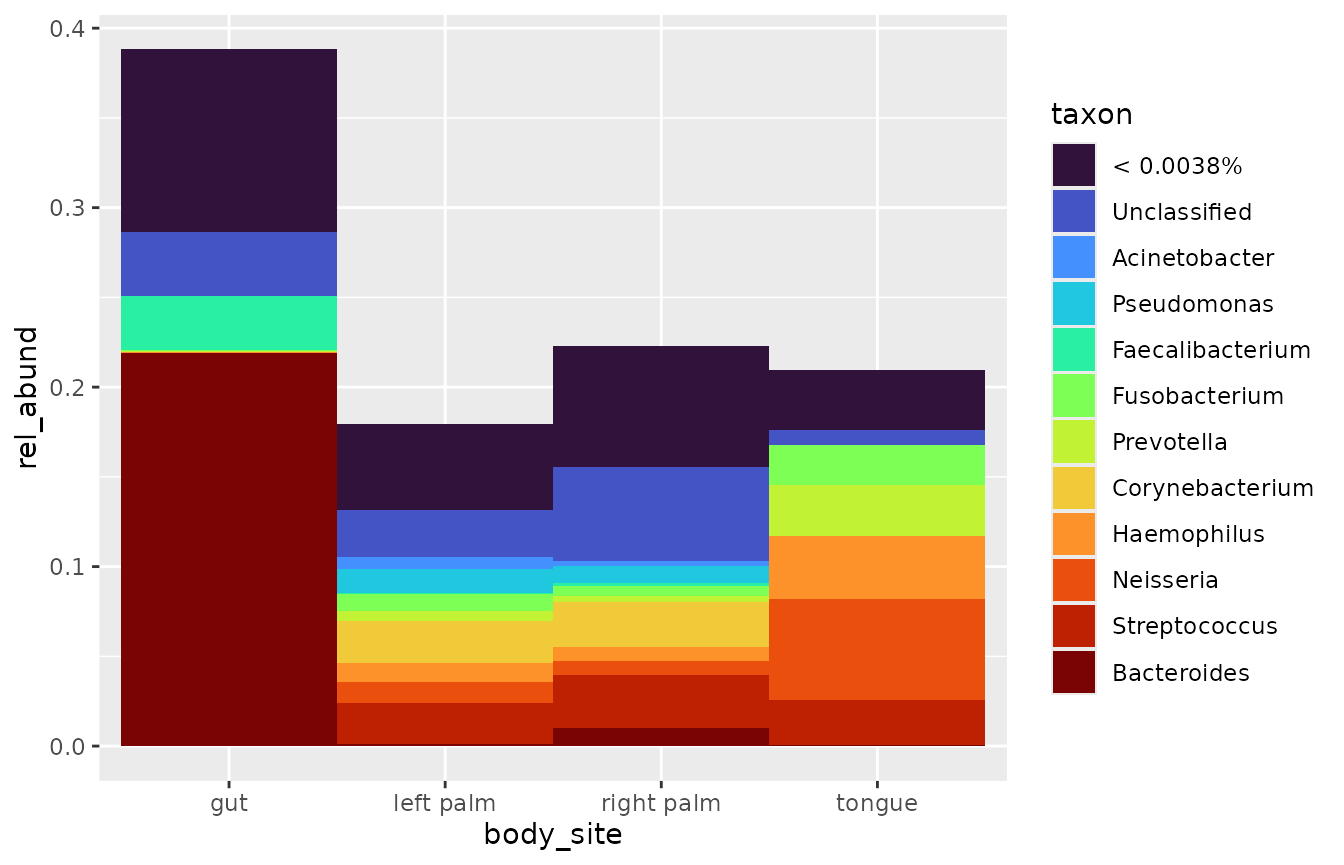 0.4
0.3
0.2
0.1
0.0
rel_abund
gut
left palm
right palm
tongue
body_site
taxon
< 0.0038%
Unclassified
Acinetobacter
Pseudomonas
Faecalibacterium
Fusobacterium
Prevotella
Corynebacterium
Haemophilus
Neisseria
Streptococcus
Bacteroides